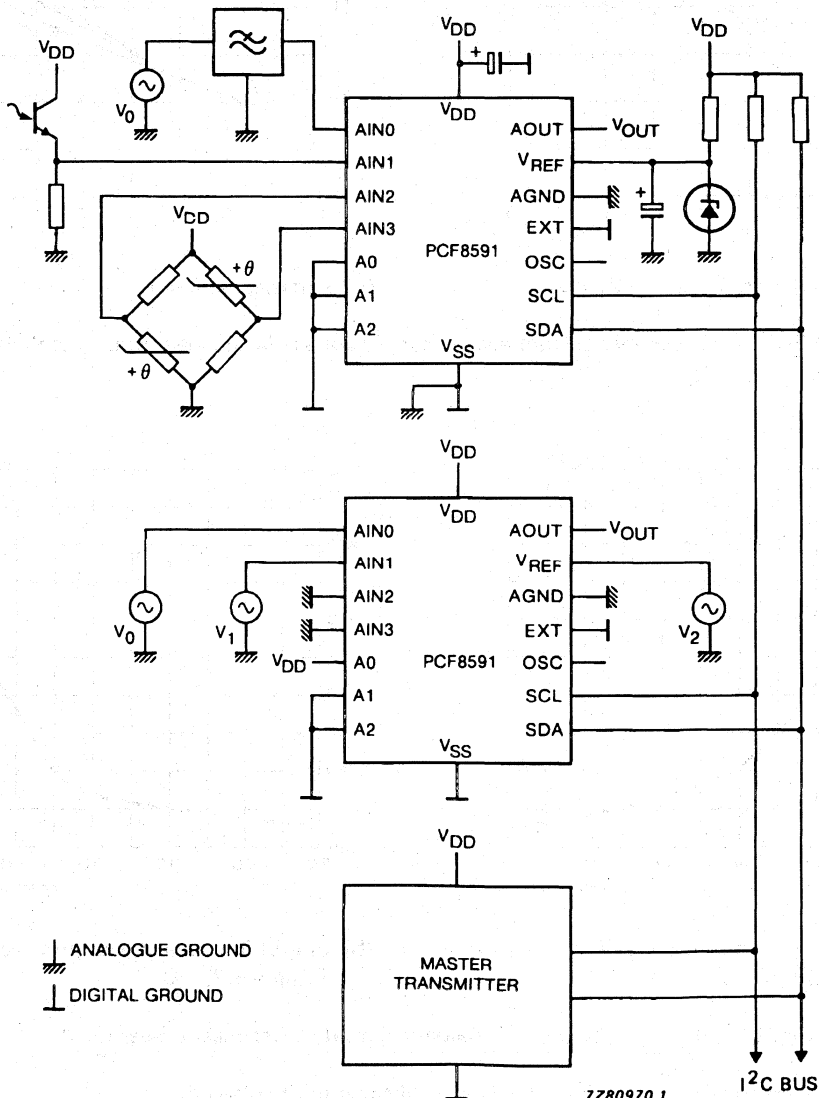 VDD
V0
+θ
VDD
+θ
VDD
+
VDD
AIN0
AIN1
AIN2
AIN3
A0
A1
A2
PCF8591
VSS
AOUT
VREF
AGND
EXT
OSC
SCL
SDA
VOUT
+
VDD
VDD
VDD
AIN0
AIN1
AIN2
AIN3
A0
A1
A2
PCF8591
VSS
AOUT
VREF
AGND
EXT
OSC
SCL
SDA
VOUT
V0
V1
VDD
V2
VDD
MASTER
TRANSMITTER
ANALOGUE GROUND
DIGITAL GROUND
7Z80970.1
I²C BUS